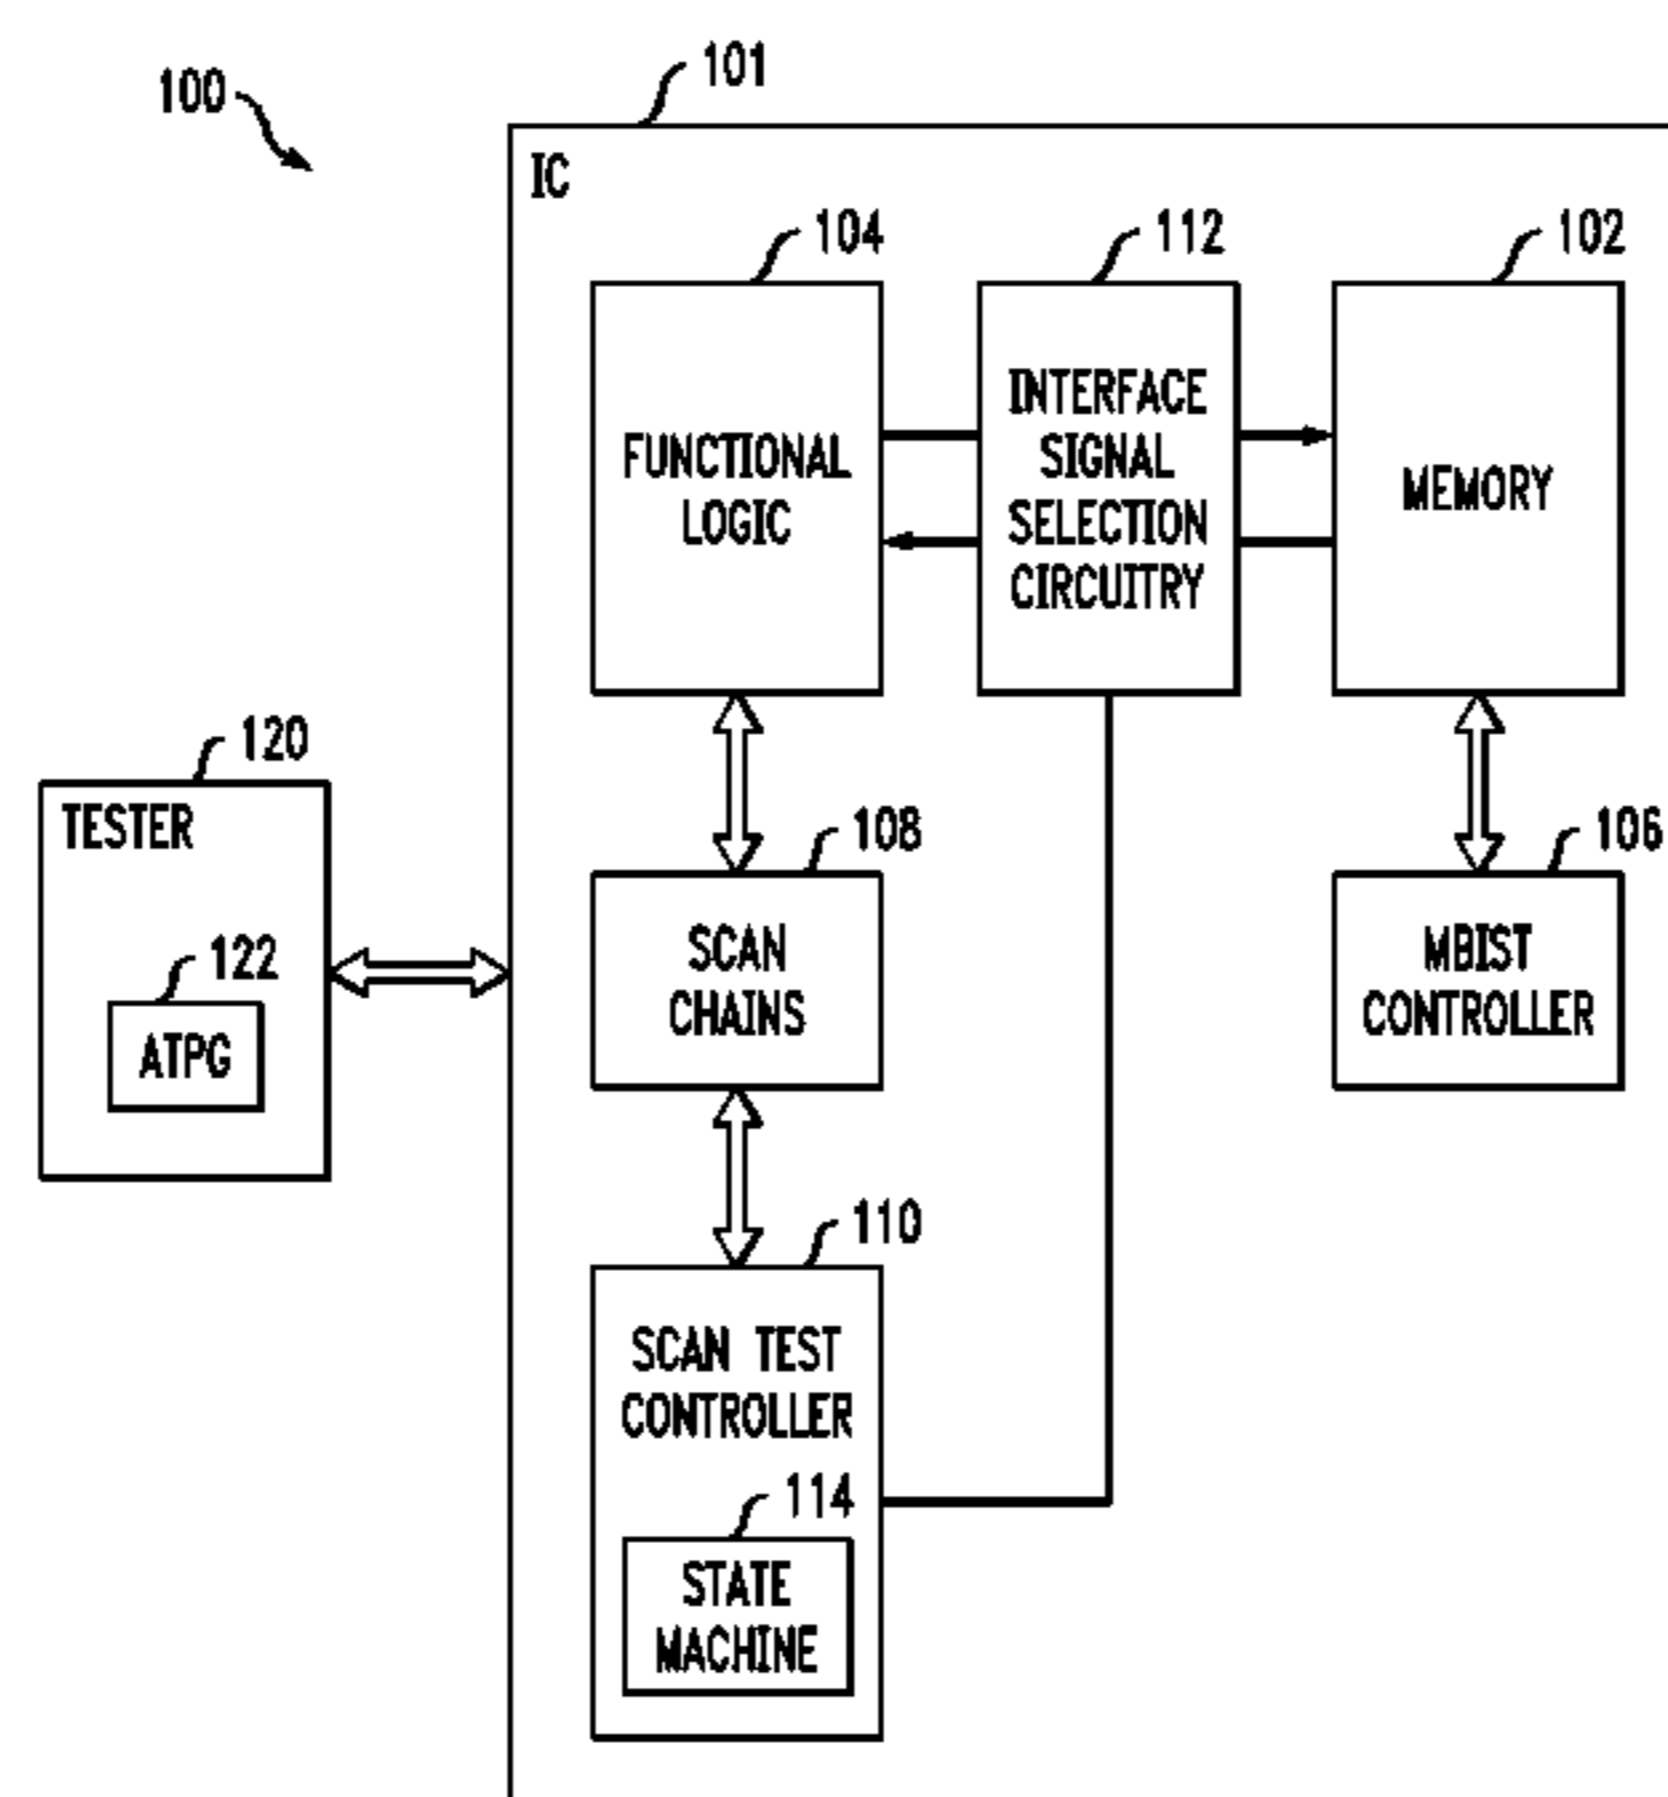 100
101
IC
104
112
102
FUNCTIONAL
LOGIC
INTERFACE
SIGNAL
SELECTION
CIRCUITRY
MEMORY
120
TESTER
122
ATPG
108
SCAN
CHAINS
106
MBIST
CONTROLLER
110
SCAN TEST
CONTROLLER
114
STATE
MACHINE